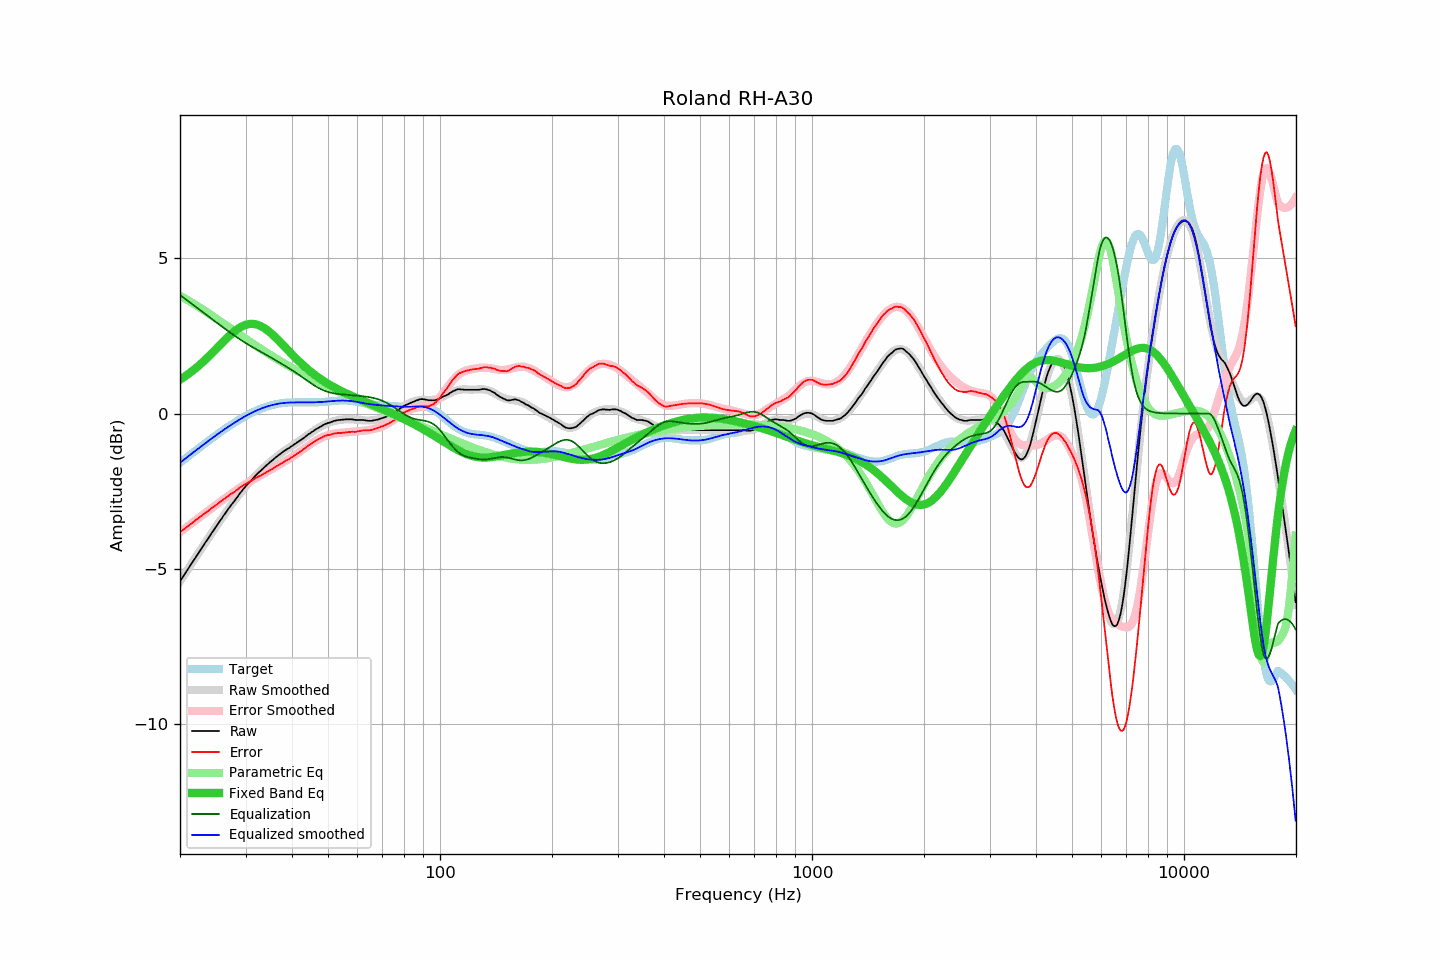 Roland RH-A30
Amplitude (dBr)
5
0
−5
−10
Target
Raw Smoothed
Error Smoothed
Raw
Error
Parametric Eq
Fixed Band Eq
Equalization
Equalized smoothed
100
1000
10000
Frequency (Hz)